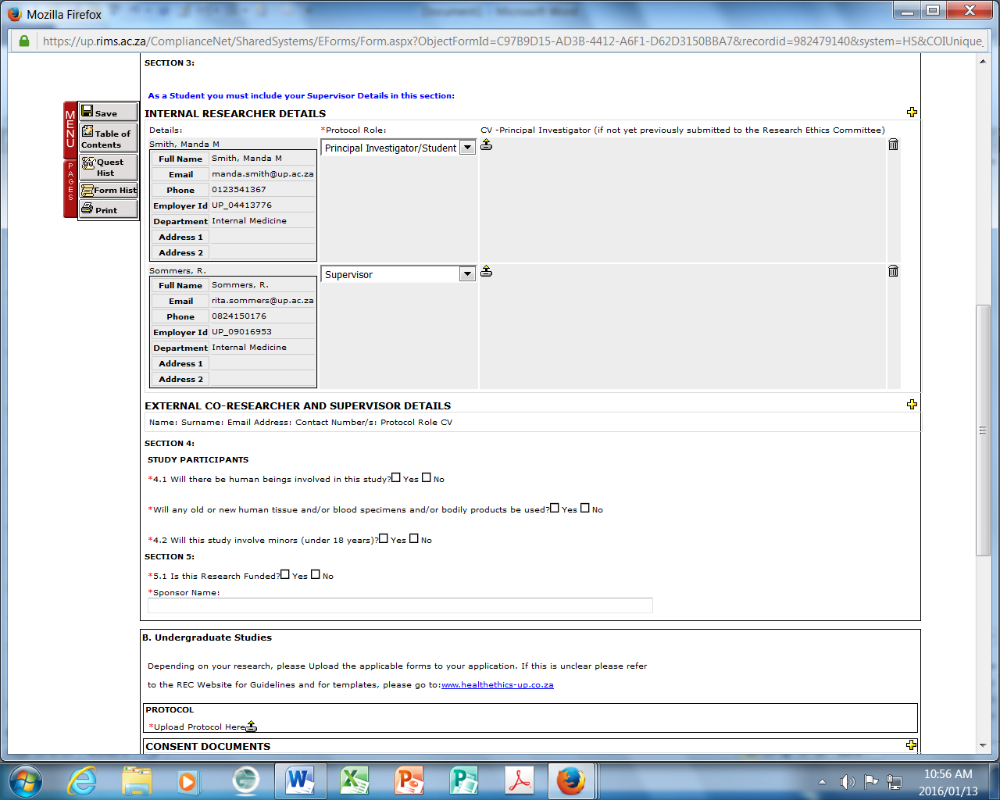 Mozilla Firefox
https://up.rims.ac.za/ComplianceNet/SharedSystems/EForms/Form.aspx?ObjectFormId=C97B9D15-AD3B-4412-A6F1-D62D3150BBA7&recordid=982479140&system=HS&COIUnique_
SECTION 3:
As a Student you must include your Supervisor Details in this section:
MENU
PAGES
Save
Table of Contents
Quest Hist
Form Hist
Print
INTERNAL RESEARCHER DETAILS
Details: *Protocol Role: CV -Principal Investigator (if not yet previously submitted to the Research Ethics Committee)
Smith, Manda M Principal Investigator/Student
Full Name Smith, Manda M
Email manda.smith@up.ac.za
Phone 0123541367
Employer Id UP_04413776
Department Internal Medicine
Address 1
Address 2
Sommers, R. Supervisor
Full Name Sommers, R.
Email rita.sommers@up.ac.za
Phone 0824150176
Employer Id UP_09016953
Department Internal Medicine
Address 1
Address 2
EXTERNAL CO-RESEARCHER AND SUPERVISOR DETAILS
Name: Surname: Email Address: Contact Number/s: Protocol Role CV
SECTION 4:
STUDY PARTICIPANTS
*4.1 Will there be human beings involved in this study? Yes No
*Will any old or new human tissue and/or blood specimens and/or bodily products be used? Yes No
*4.2 Will this study involve minors (under 18 years)? Yes No
SECTION 5:
*5.1 Is this Research Funded? Yes No
*Sponsor Name:
B. Undergraduate Studies
Depending on your research, please Upload the applicable forms to your application. If this is unclear please refer
to the REC Website for Guidelines and for templates, please go to:www.healthethics-up.co.za
PROTOCOL
*Upload Protocol Here
CONSENT DOCUMENTS
10:56 AM
2016/01/13